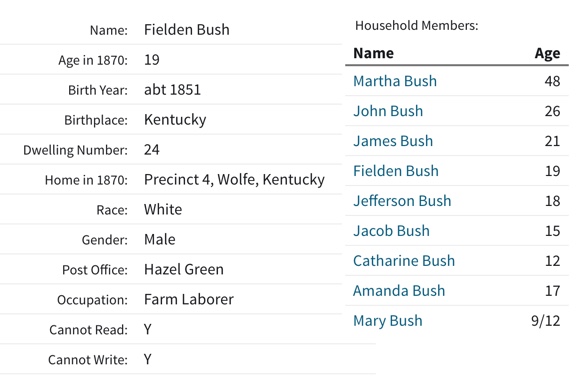 Name: Fielden Bush
Age in 1870: 19
Birth Year: abt 1851
Birthplace: Kentucky
Dwelling Number: 24
Home in 1870: Precinct 4, Wolfe, Kentucky
Race: White
Gender: Male
Post Office: Hazel Green
Occupation: Farm Laborer
Cannot Read: Y
Cannot Write: Y
Household Members:
Name Age
Martha Bush 48
John Bush 26
James Bush 21
Fielden Bush 19
Jefferson Bush 18
Jacob Bush 15
Catharine Bush 12
Amanda Bush 17
Mary Bush 9/12